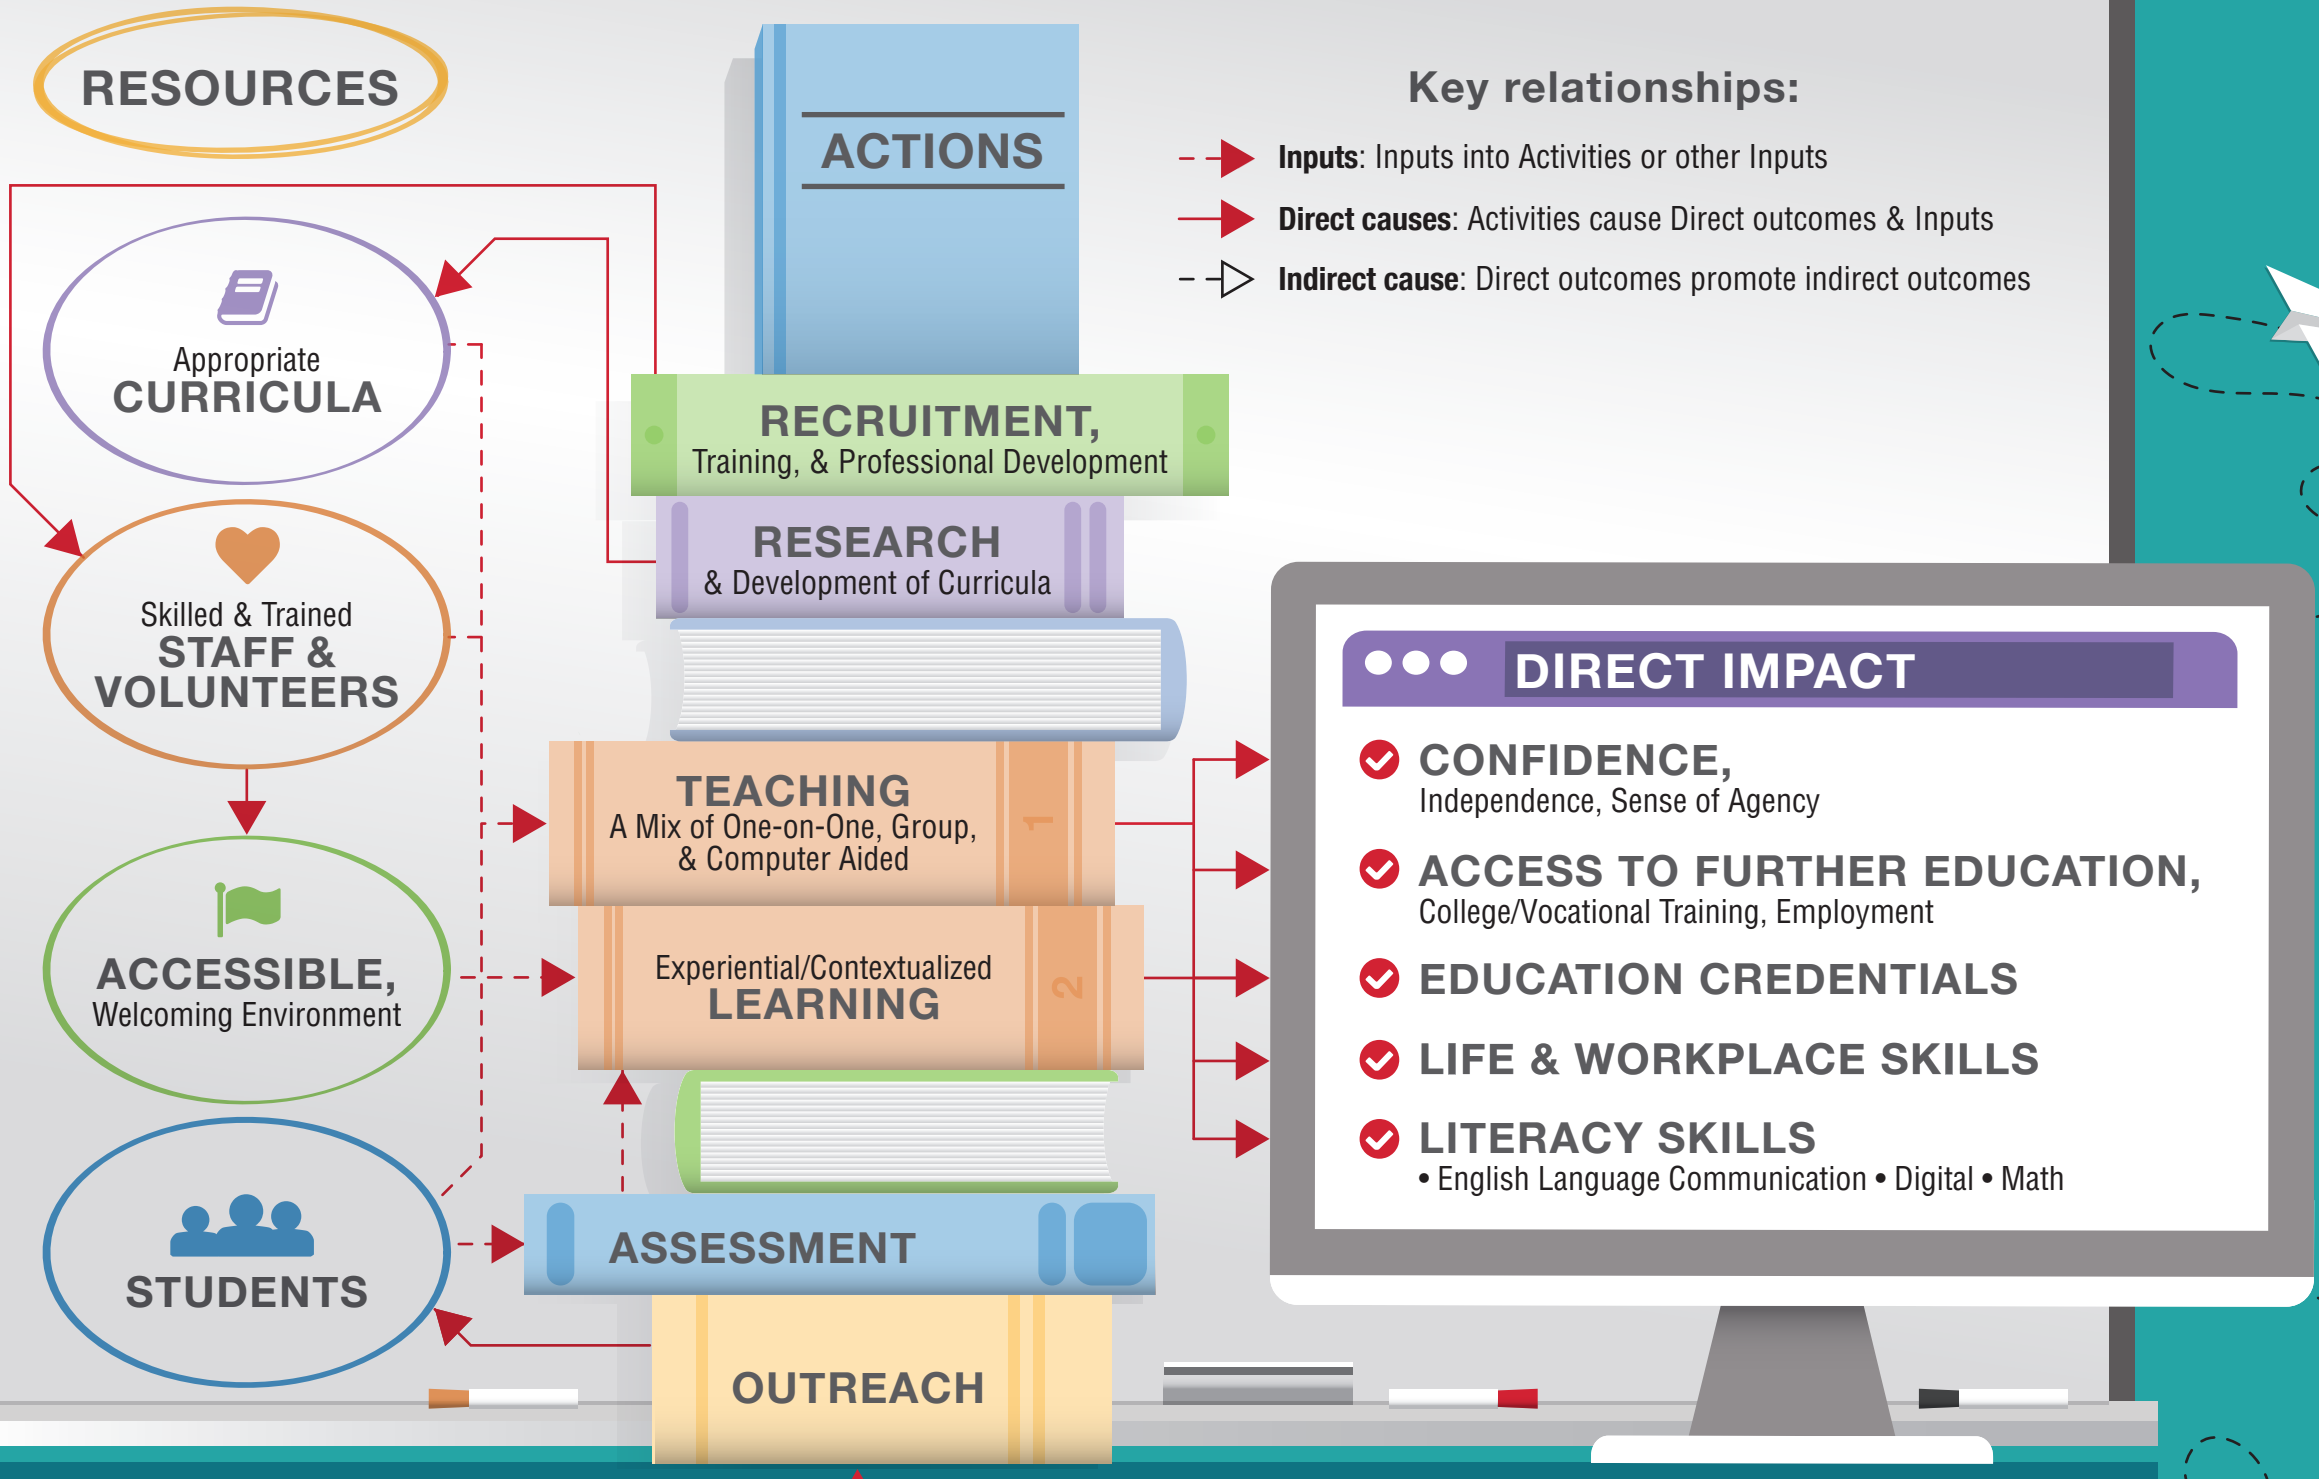 RESOURCES
Appropriate
CURRICULA
Skilled & Trained
STAFF &
VOLUNTEERS
ACCESSIBLE,
Welcoming Environment
STUDENTS
ACTIONS
RECRUITMENT,
Training, & Professional Development
RESEARCH
& Development of Curricula
TEACHING
A Mix of One-on-One, Group,
& Computer Aided
1
Experiential/Contextualized
LEARNING
2
ASSESSMENT
OUTREACH
Key relationships:
Inputs: Inputs into Activities or other Inputs
Direct causes: Activities cause Direct outcomes & Inputs
Indirect cause: Direct outcomes promote indirect outcomes
DIRECT IMPACT
CONFIDENCE,
Independence, Sense of Agency
ACCESS TO FURTHER EDUCATION,
College/Vocational Training, Employment
EDUCATION CREDENTIALS
LIFE & WORKPLACE SKILLS
LITERACY SKILLS
• English Language Communication • Digital • Math